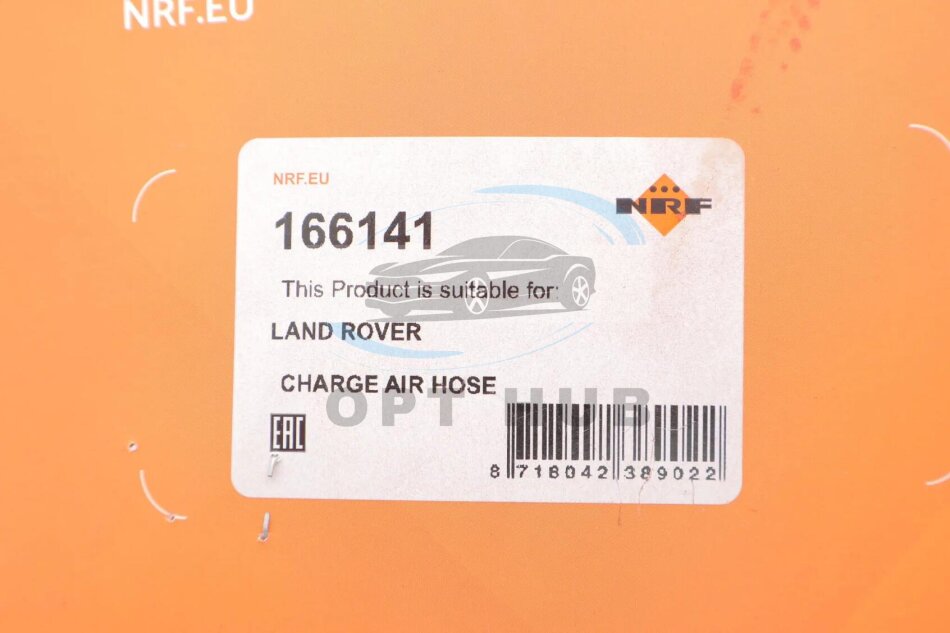 NRF.EU
NRF.EU
NRF
166141
This Product is suitable for:
LAND ROVER
CHARGE AIR HOSE
OPT HUB
EAC
8 718042 389022